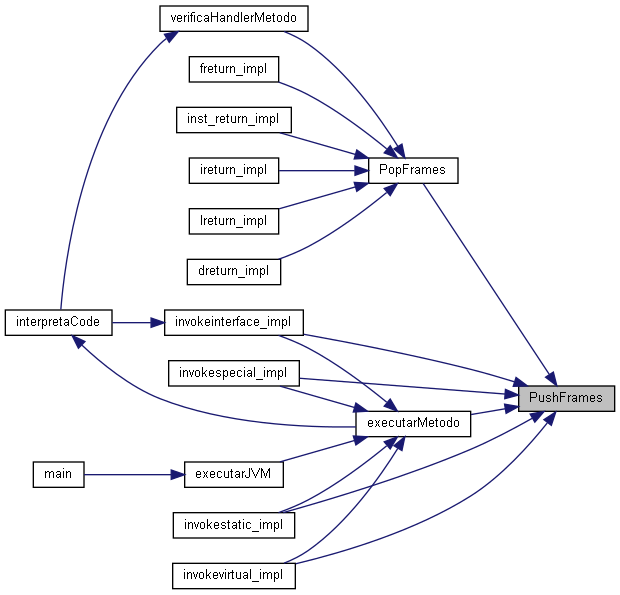 verificaHandlerMetodo
freturn_impl
inst_return_impl
ireturn_impl
PopFrames
lreturn_impl
dreturn_impl
interpretaCode
invokeinterface_impl
invokespecial_impl
PushFrames
executarMetodo
main
executarJVM
invokestatic_impl
invokevirtual_impl